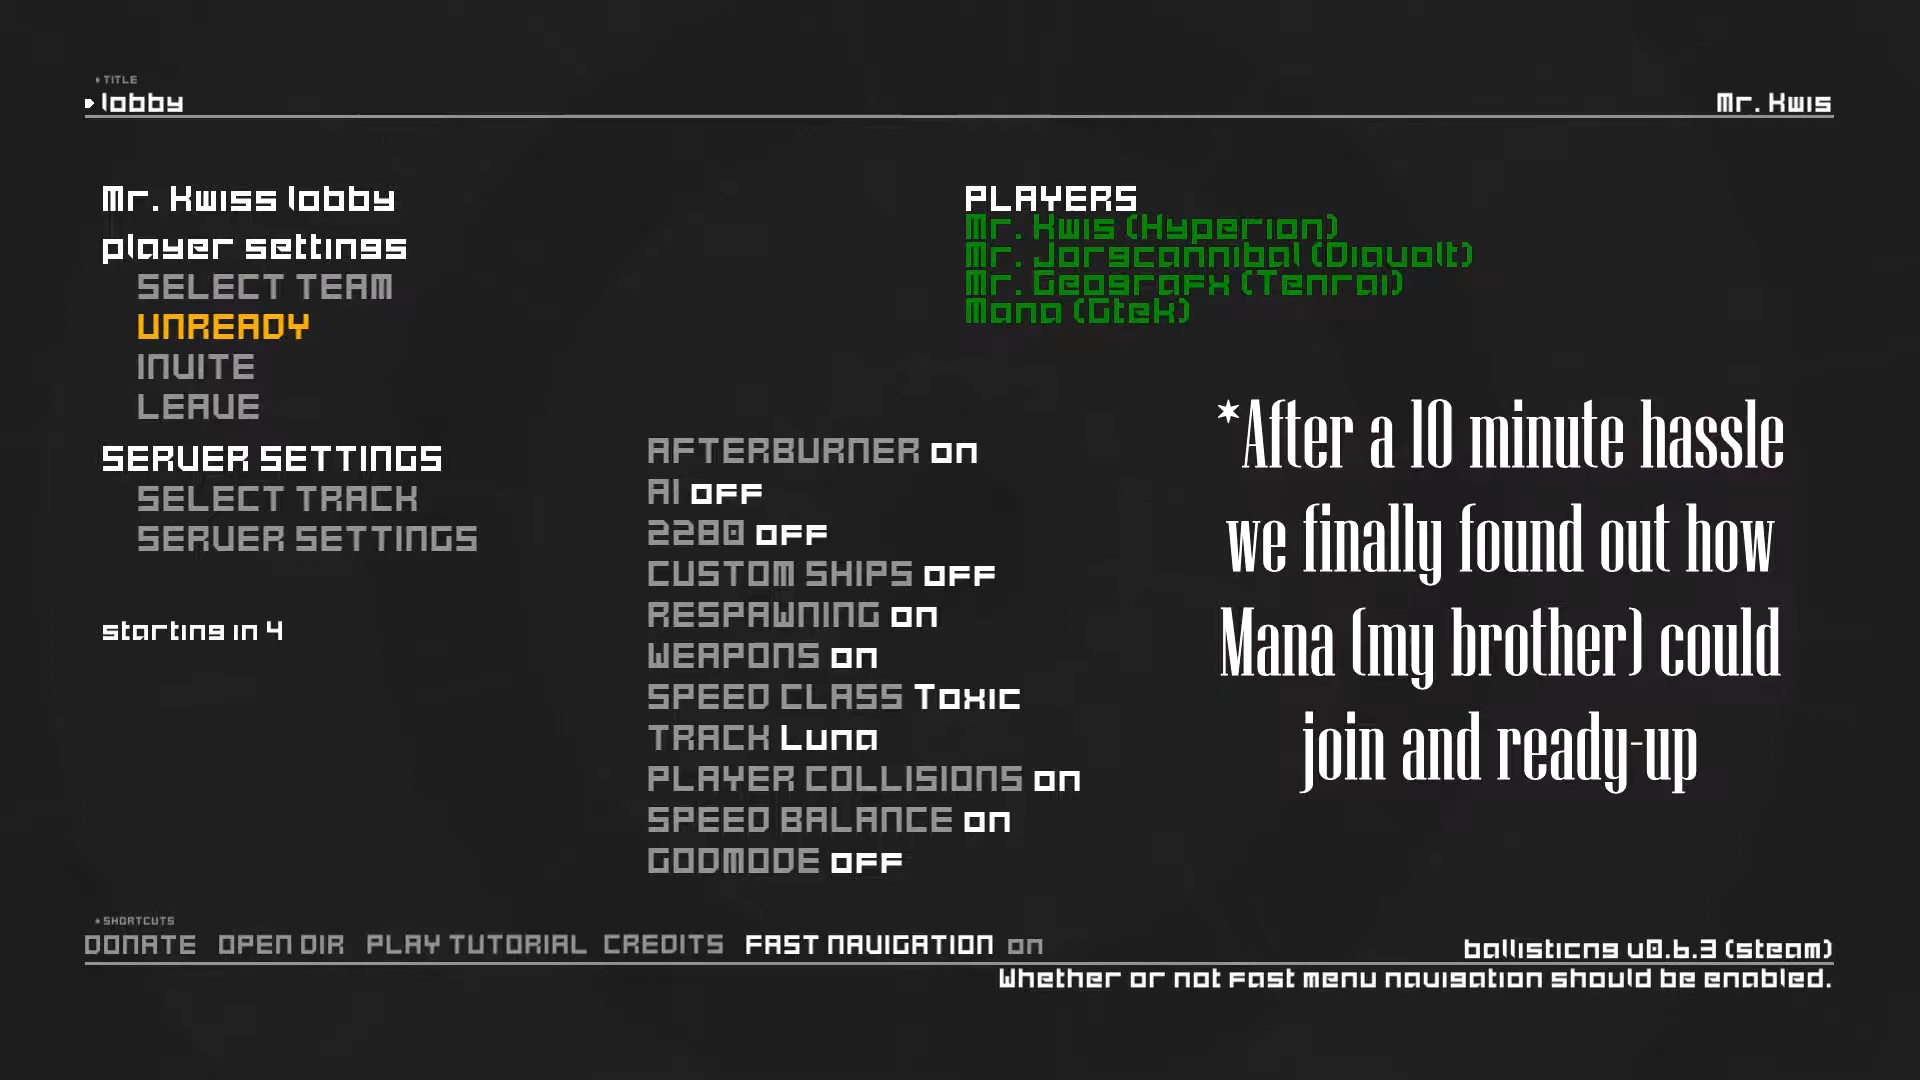 TITLE
lobby
Mr. Kwis
Mr. Kwiss lobby
player settings
SELECT TEAM
UNREADY
INVITE
LEAVE
SERVER SETTINGS
SELECT TRACK
SERVER SETTINGS
starting in 4
PLAYERS
Mr. Kwis (Hyperion)
Mr. Jorgcannibal (Diavolt)
Mr. Geografx (Tenrai)
Mana (Gtek)
AFTERBURNER on
AI OFF
2280 OFF
CUSTOM SHIPS OFF
RESPAWNING on
WEAPONS on
SPEED CLASS Toxic
TRACK Luna
PLAYER COLLISIONS on
SPEED BALANCE on
GODMODE OFF
*After a 10 minute hassle
we finally found out how
Mana (my brother) could
join and ready-up
SHORTCUTS
DONATE OPEN DIR PLAY TUTORIAL CREDITS FAST NAVIGATION on
ballisticng v0.6.3 (steam)
Whether or not fast menu navigation should be enabled.